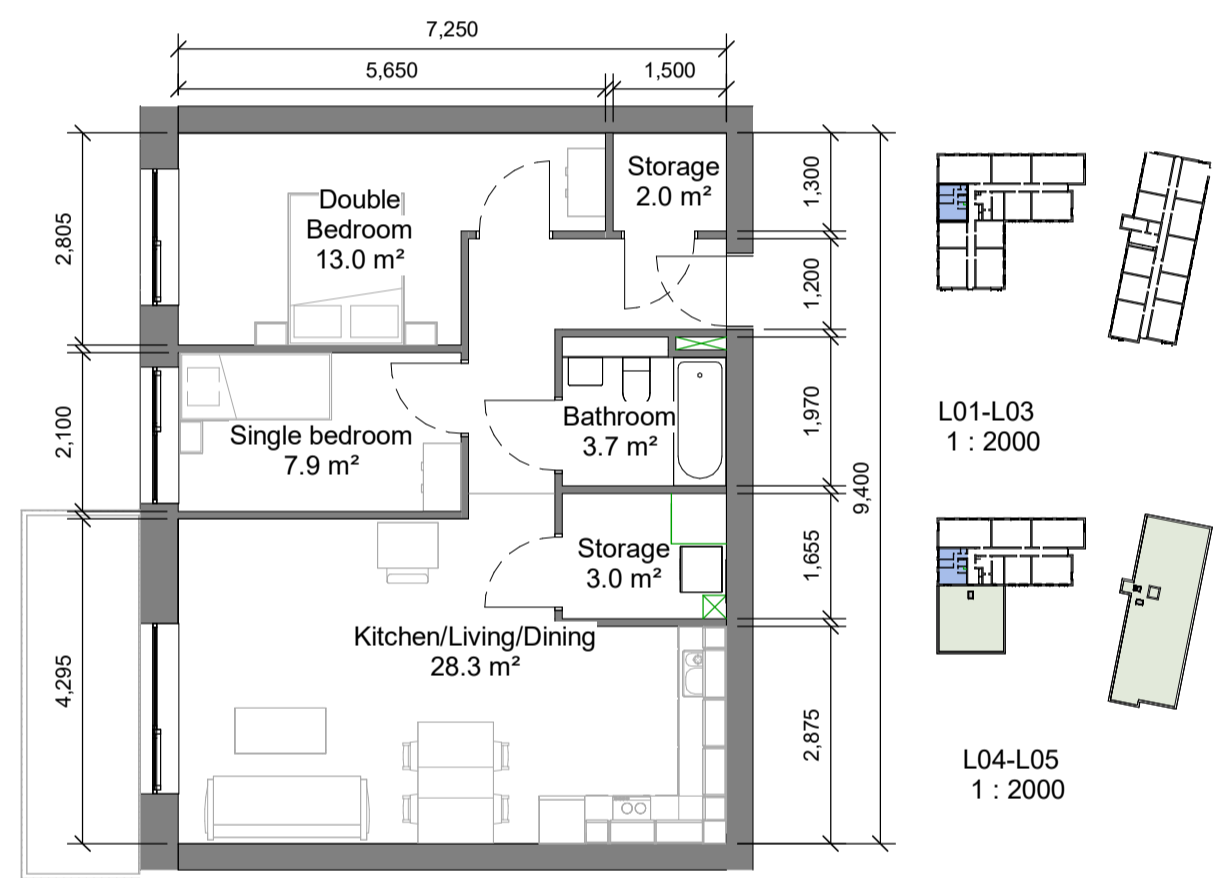 7,250
5,650
1,500
2,805
2,100
4,295
Double
Bedroom
13.0 m²
Storage
2.0 m²
Single bedroom
7.9 m²
Bathroom
3.7 m²
Storage
3.0 m²
Kitchen/Living/Dining
28.3 m²
1,300
1,200
1,970
1,655
2,875
9,400
L01-L03
1 : 2000
L04-L05
1 : 2000